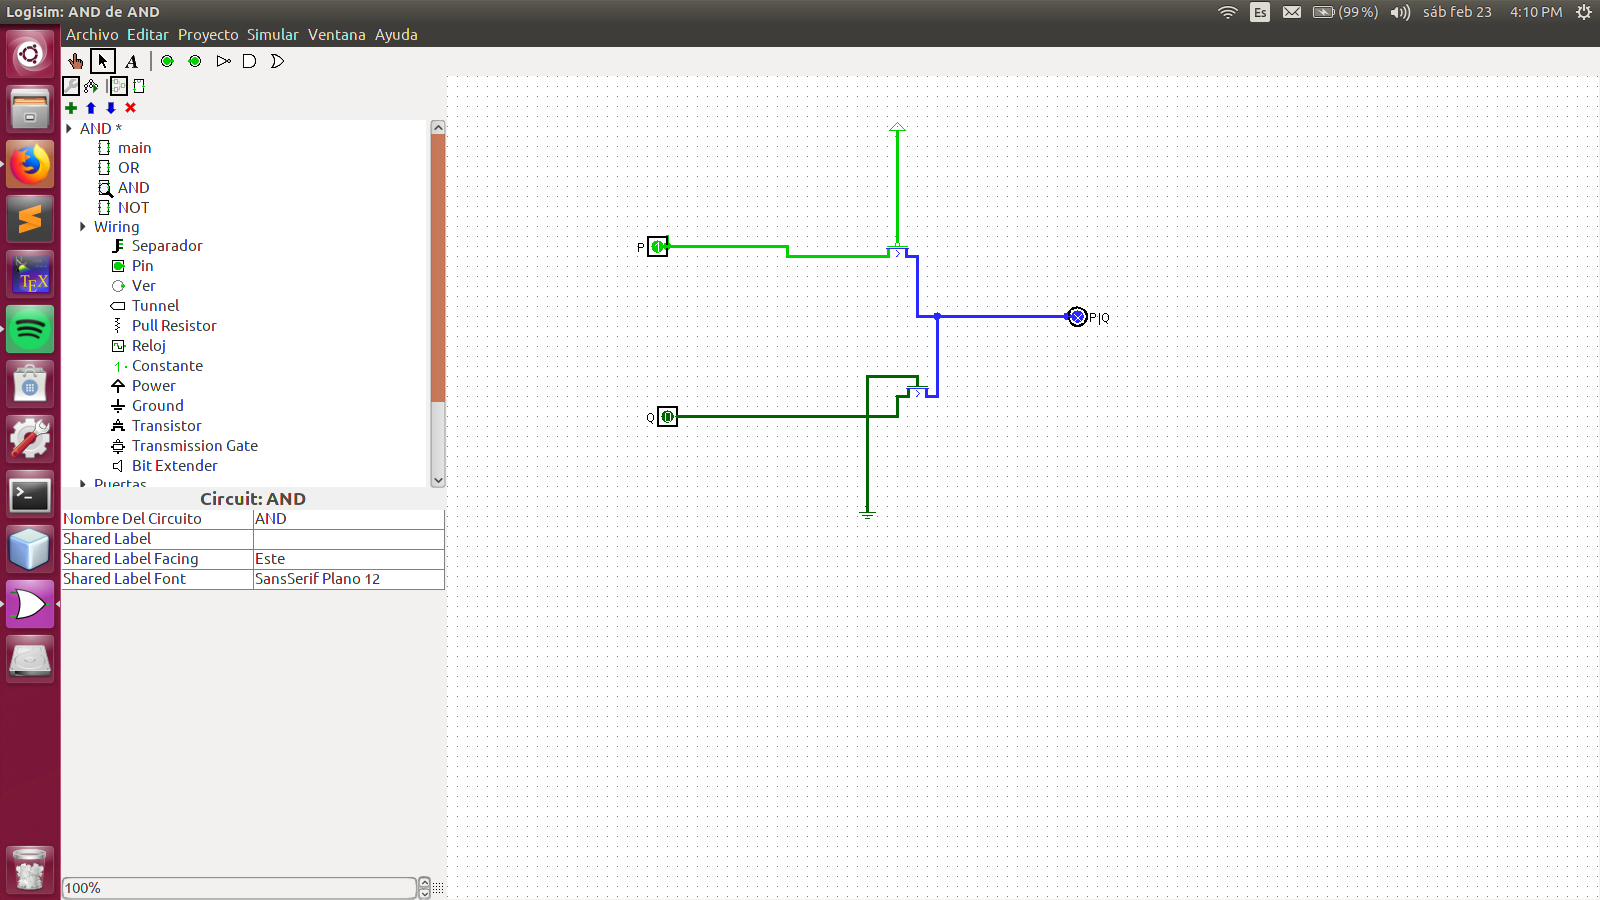 Logisim: AND de AND
Es
(99 %)
sáb feb 23
4:10 PM
Archivo Editar Proyecto Simular Ventana Ayuda
A
AND *
main
OR
AND
NOT
Wiring
Separador
Pin
Ver
Tunnel
Pull Resistor
Reloj
Constante
Power
Ground
Transistor
Transmission Gate
Bit Extender
Puertas
Circuit: AND
Nombre Del Circuito AND
Shared Label
Shared Label Facing Este
Shared Label Font SansSerif Plano 12
100%
P
P|Q
Q
TEX